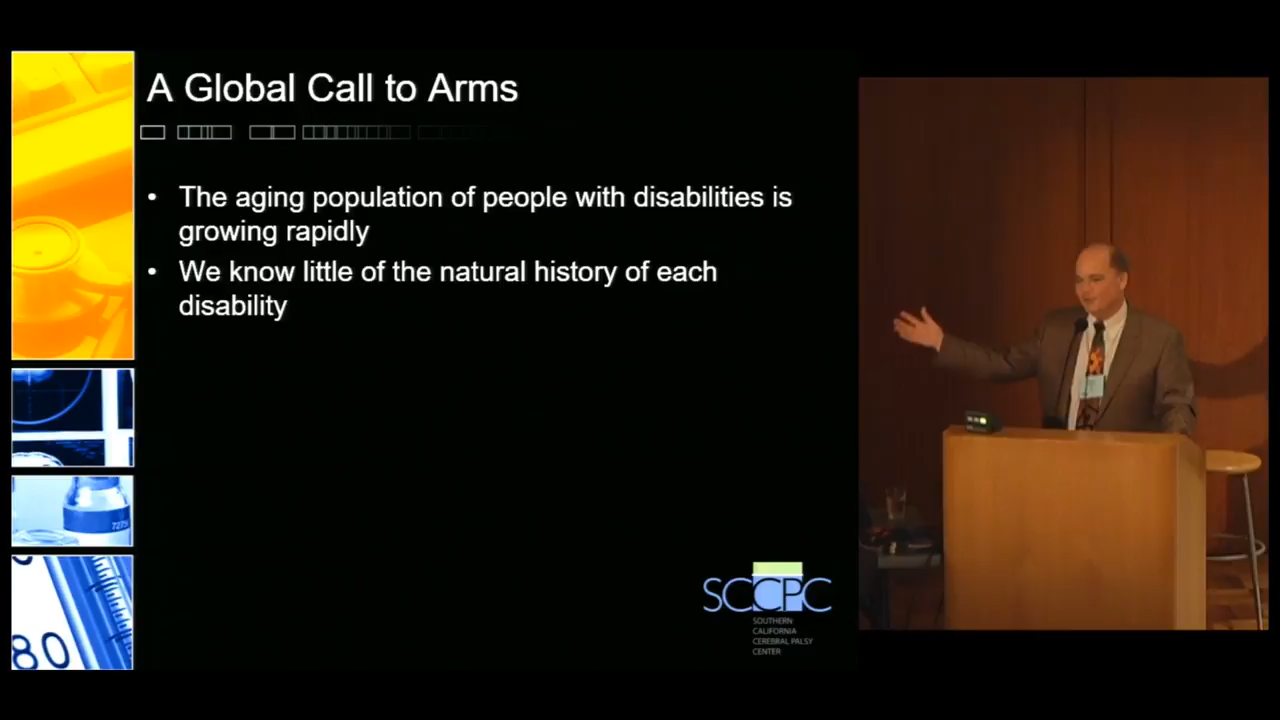 A Global Call to Arms
• The aging population of people with disabilities is
growing rapidly
• We know little of the natural history of each
disability
80
SCCPC
SOUTHERN
CALIFORNIA
CEREBRAL PALSY
CENTER